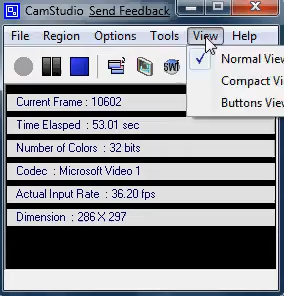 CamStudio Send Feedback
File Region Options Tools View Help
Normal View
Compact Vi
Buttons View
Current Frame : 10602
Time Elasped : 53.01 sec
Number of Colors : 32 bits
Codec : Microsoft Video 1
Actual Input Rate : 36.20 fps
Dimension : 286 X 297